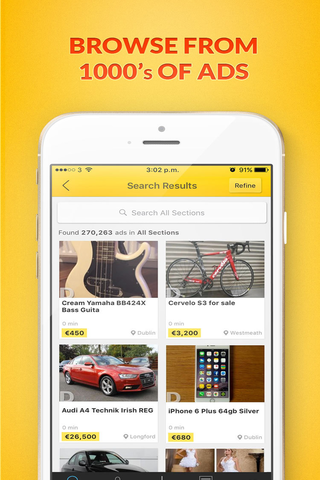 BROWSE FROM
1000's OF ADS
3 3:02 p.m. 91%
Search Results Refine
Search All Sections
Found 270,263 ads in All Sections
Cream Yamaha BB424X
Bass Guita
0 min
€450 Dublin
Cervelo S3 for sale
0 min
€3,200 Westmeath
Audi A4 Technik Irish REG
0 min
€26,500 Longford
iPhone 6 Plus 64gb Silver
0 min
€680 Dublin